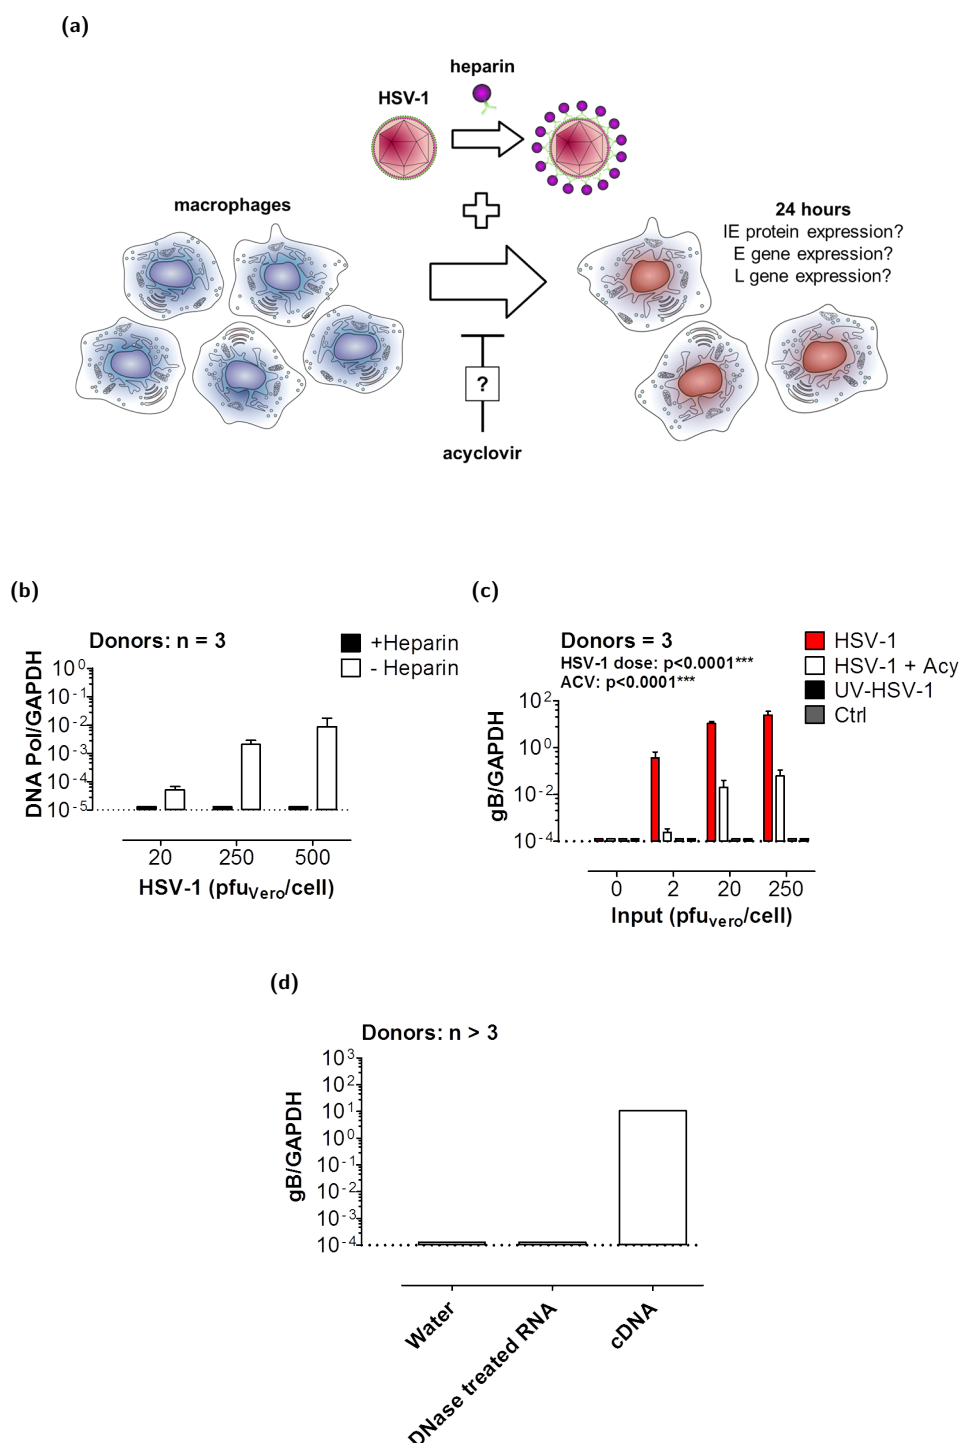 (a)
heparin
HSV-1
macrophages
24 hours
IE protein expression?
E gene expression?
L gene expression?
?
acyclovir
(b)
Donors: n = 3
+Heparin
- Heparin
DNA Pol/GAPDH
10⁰
10⁻¹
10⁻²
10⁻³
10⁻⁴
10⁻⁵
20 250 500
HSV-1 (pfuVero/cell)
(c)
Donors = 3
HSV-1 dose: p<0.0001***
ACV: p<0.0001***
HSV-1
HSV-1 + Acy
UV-HSV-1
Ctrl
gB/GAPDH
10²
10⁰
10⁻²
10⁻⁴
0 2 20 250
Input (pfuvero/cell)
(d)
Donors: n > 3
gB/GAPDH
10³
10²
10¹
10⁰
10⁻¹
10⁻²
10⁻³
10⁻⁴
Water
DNase treated RNA
cDNA